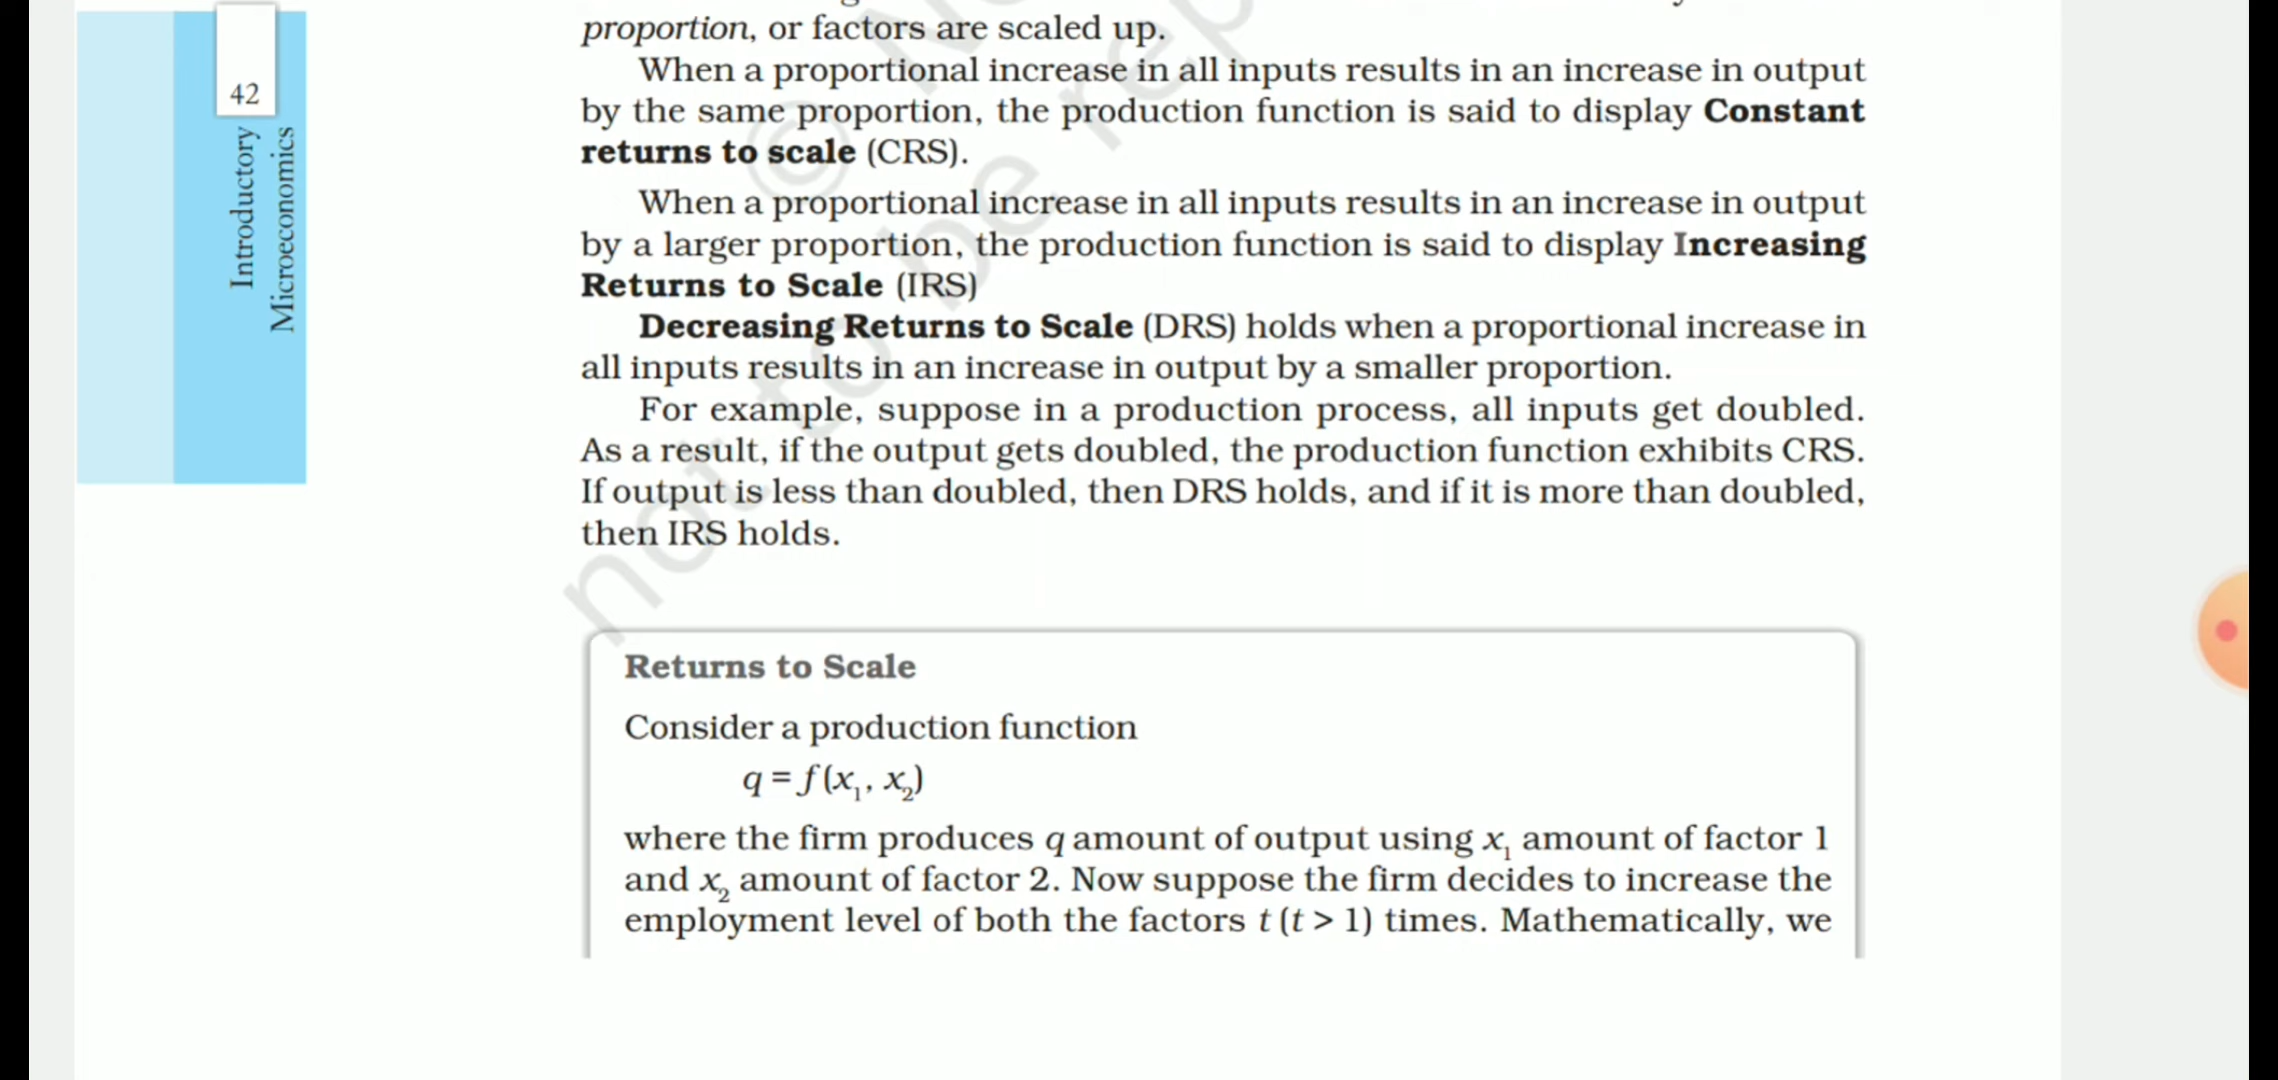 proportion, or factors are scaled up.
When a proportional increase in all inputs results in an increase in output
by the same proportion, the production function is said to display Constant
returns to scale (CRS).
When a proportional increase in all inputs results in an increase in output
by a larger proportion, the production function is said to display Increasing
Returns to Scale (IRS)
Decreasing Returns to Scale (DRS) holds when a proportional increase in
all inputs results in an increase in output by a smaller proportion.
For example, suppose in a production process, all inputs get doubled.
As a result, if the output gets doubled, the production function exhibits CRS.
If output is less than doubled, then DRS holds, and if it is more than doubled,
then IRS holds.
Returns to Scale
Consider a production function
q = f (x₁, x₂)
where the firm produces q amount of output using x₁ amount of factor 1
and x₂ amount of factor 2. Now suppose the firm decides to increase the
employment level of both the factors t (t > 1) times. Mathematically, we
42
Introductory
Microeconomics
not to be